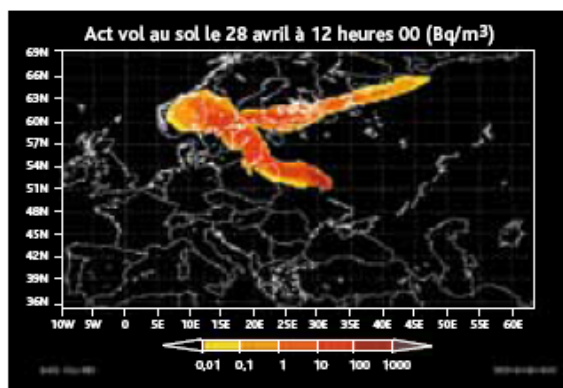 Act vol au sol le 28 avril à 12 heures 00 (Bq/m³)
69N
66N
63N
60N
57N
54N
51N
48N
45N
42N
39N
36N
10W 5W 0 5E 10E 15E 20E 25E 30E 35E 40E 45E 50E 55E 60E
0,01 0,1 1 10 100 1000